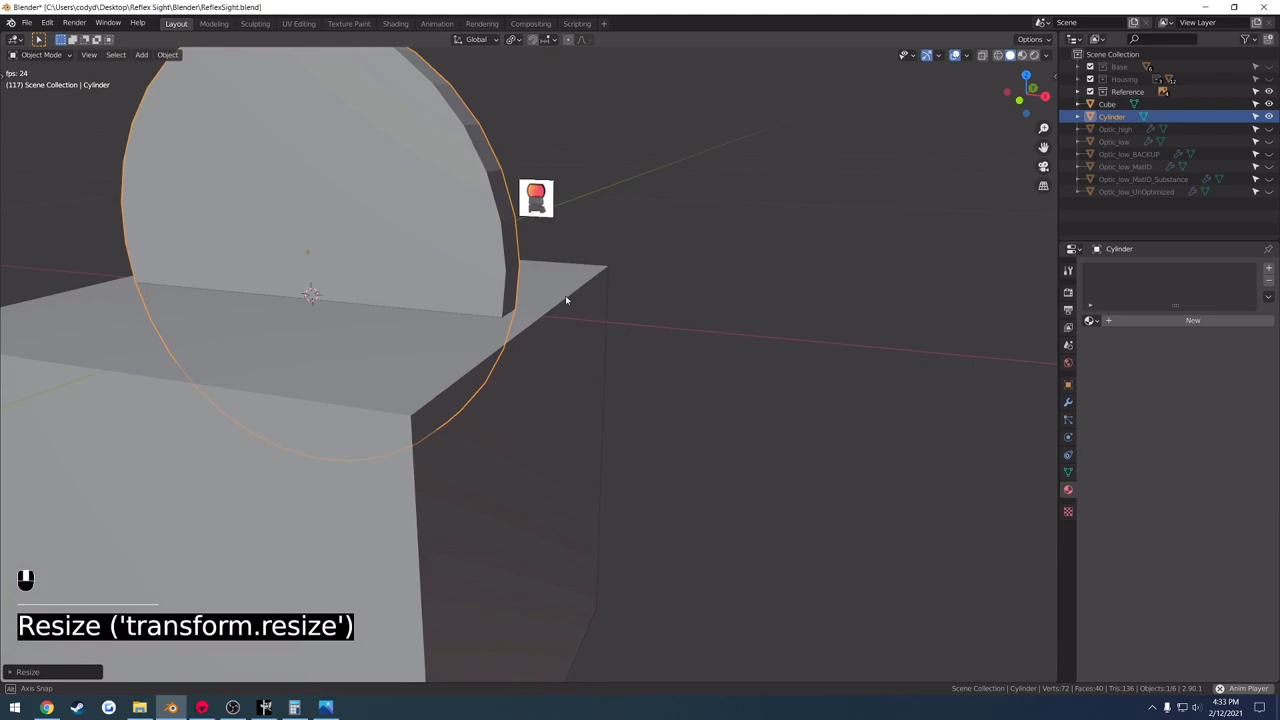 Blender* [C:\Users\codyd\Desktop\Reflex Sight\Blender\ReflexSight.blend]
File Edit Render Window Help Layout Modeling Sculpting UV Editing Texture Paint Shading Animation Rendering Compositing Scripting + Scene View Layer
Global Options
Object Mode View Select Add Object
fps: 24
(117) Scene Collection | Cylinder
Scene Collection
Base
Housing
Reference
Cube
Cylinder
Optic_high
Optic_low
Optic_low_BACKUP
Optic_low_MatID
Optic_low_MatID_Substance
Optic_low_UnOptimized
Cylinder
New
Resize ('transform.resize')
Resize
Alt Axis Snap
Scene Collection | Cylinder | Verts:72 | Faces:40 | Tris:136 | Objects:1/6 | 2.90.1 Anim Player
4:33 PM
2/12/2021